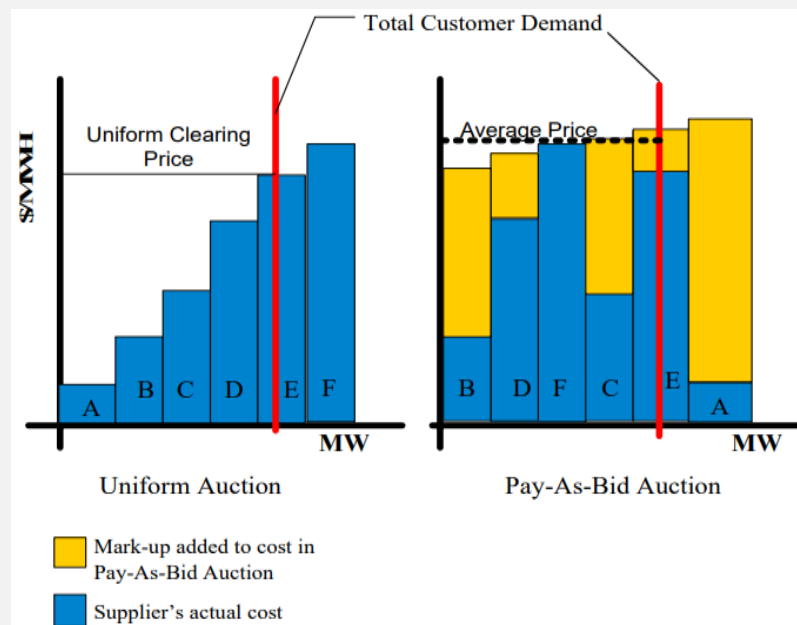 Total Customer Demand
Uniform Clearing
Price
Average Price
$/MWH
A
B
C
D
E
F
B
D
F
C
E
A
MW
MW
Uniform Auction
Pay-As-Bid Auction
Mark-up added to cost in
Pay-As-Bid Auction
Supplier's actual cost